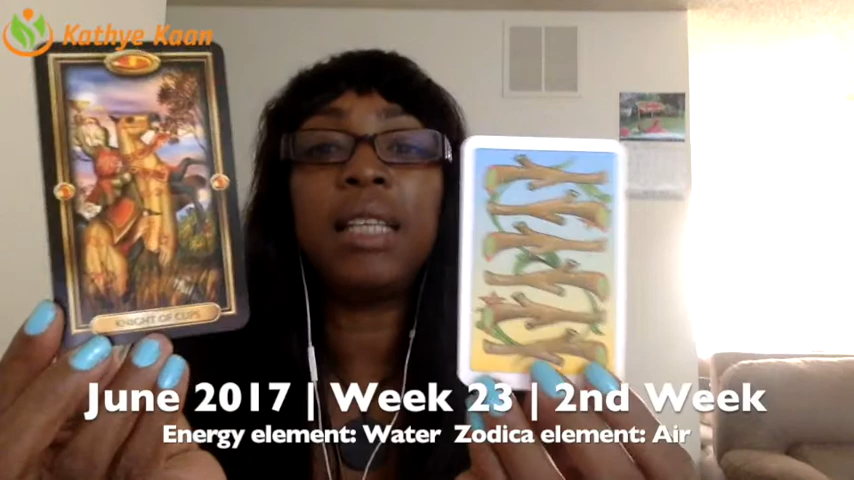 Kathye Kaan
KNIGHT OF CUPS
June 2017 | Week 23 | 2nd Week
Energy element: Water Zodica element: Air